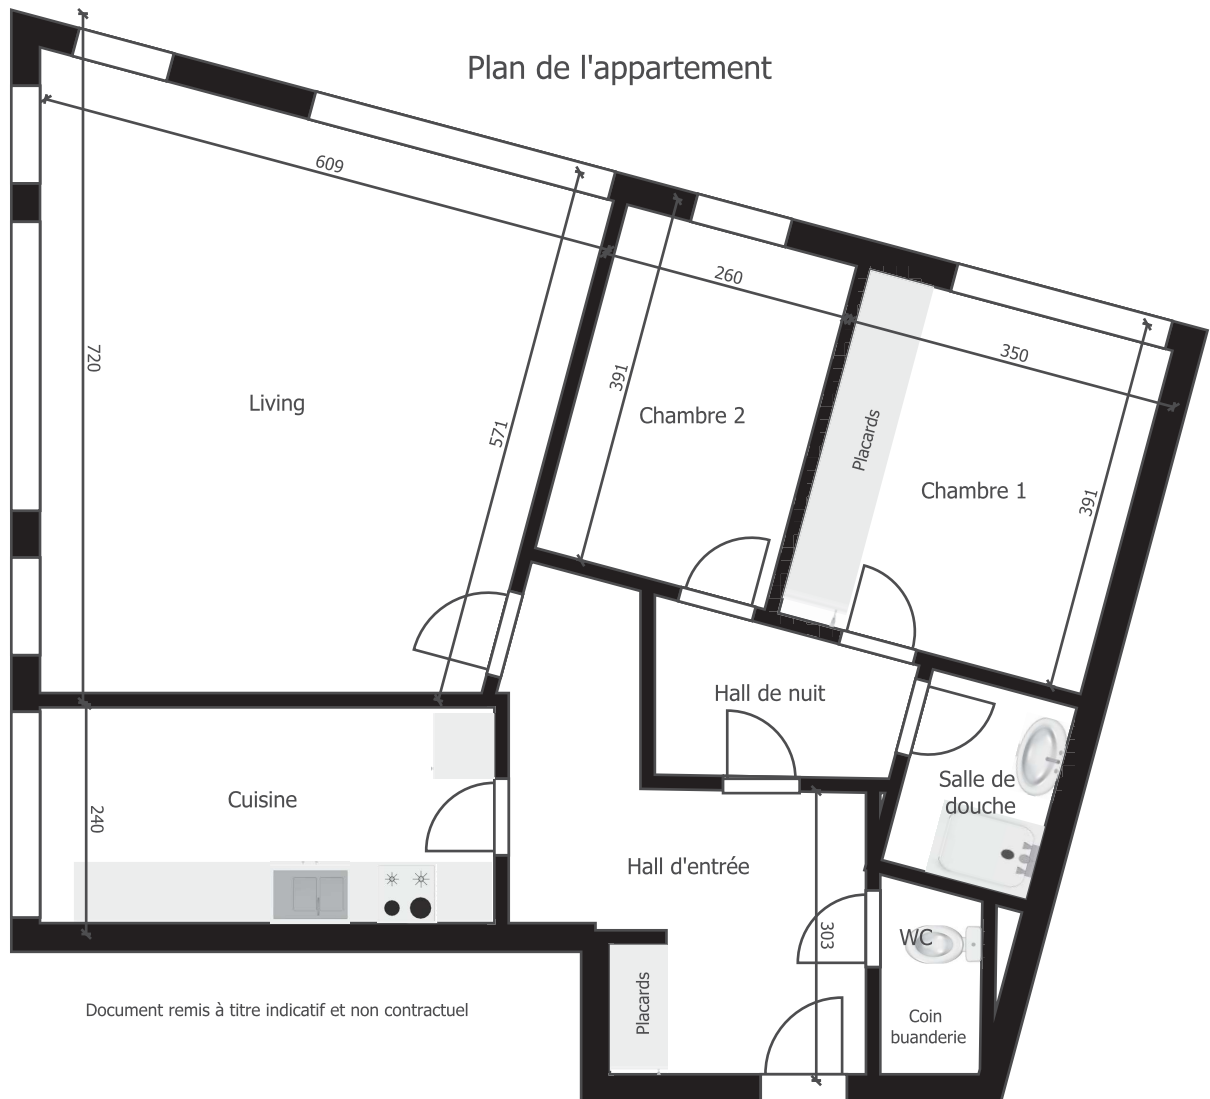 Plan de l'appartement
609
260
350
720
391
571
391
Living
Chambre 2
Placards
Chambre 1
Hall de nuit
Cuisine
240
Salle de
douche
Hall d'entrée
303
WC
Placards
Coin
buanderie
Document remis à titre indicatif et non contractuel